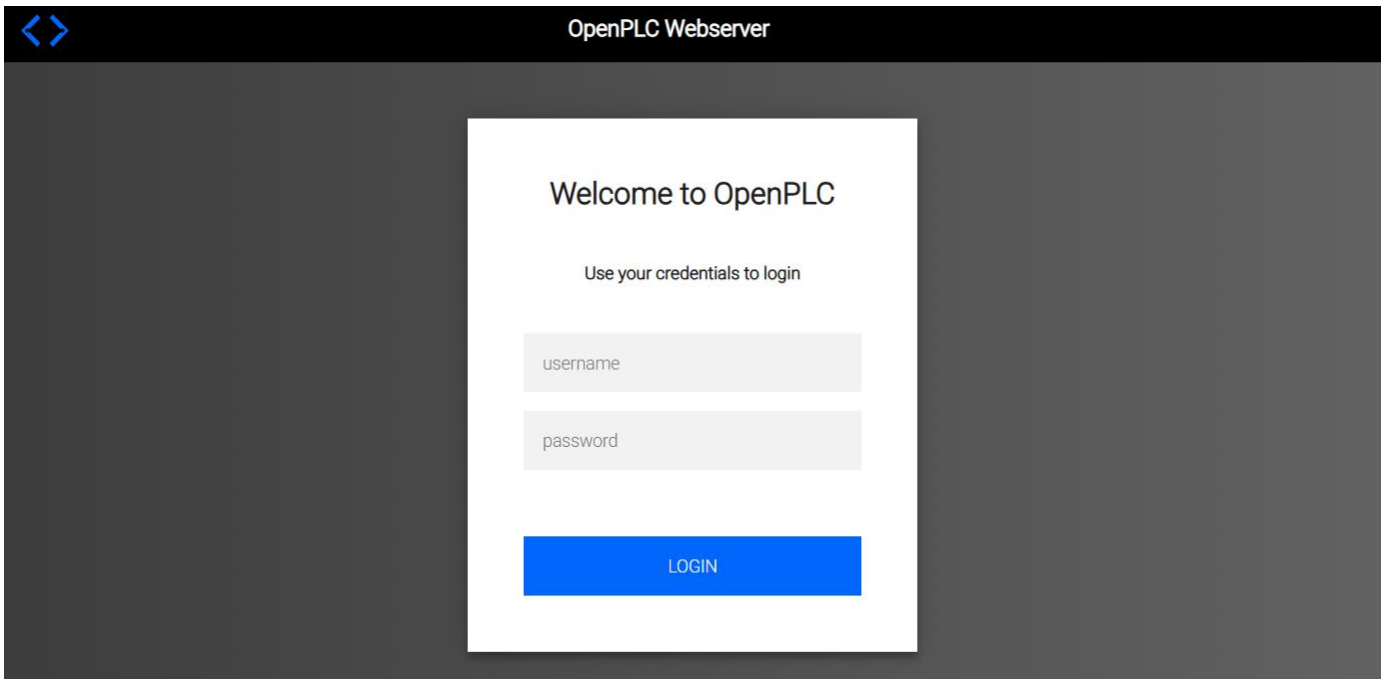 OpenPLC Webserver
Welcome to OpenPLC
Use your credentials to login
username
password
LOGIN